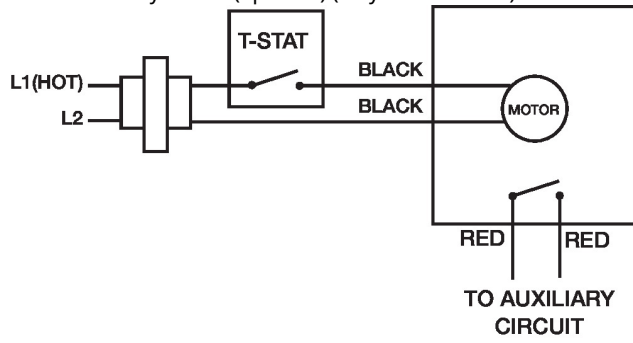 T-STAT
L1(HOT)
BLACK
L2
BLACK
MOTOR
RED
RED
TO AUXILIARY
CIRCUIT